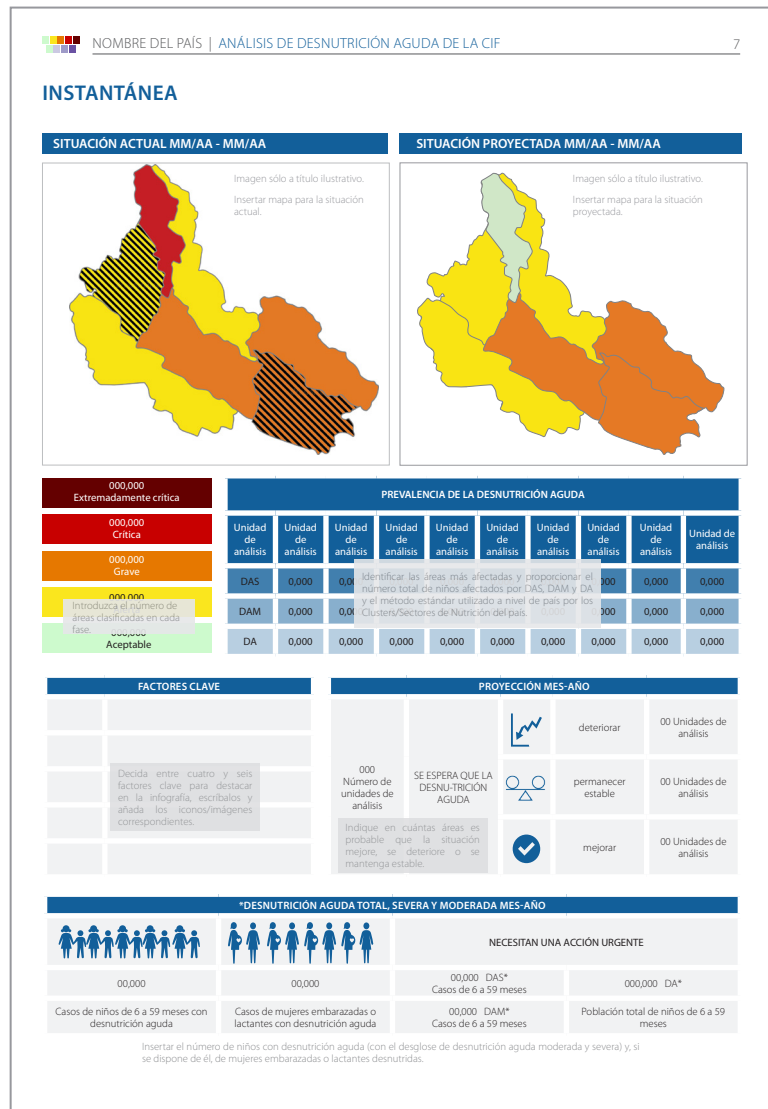 NOMBRE DEL PAÍS | ANÁLISIS DE DESNUTRICIÓN AGUDA DE LA CIF
7
INSTANTÁNEA
SITUACIÓN ACTUAL MM/AA - MM/AA
Imagen sólo a título ilustrativo.
Insertar mapa para la situación
actual.
SITUACIÓN PROYECTADA MM/AA - MM/AA
Imagen sólo a título ilustrativo.
Insertar mapa para la situación
proyectada.
000,000
Extremadamente crítica
000,000
Crítica
000,000
Grave
000,000
Introduzca el número de
áreas clasificadas en cada
fase.
000,000
Aceptable
PREVALENCIA DE LA DESNUTRICIÓN AGUDA
Unidad de análisis Unidad de análisis Unidad de análisis Unidad de análisis Unidad de análisis Unidad de análisis Unidad de análisis Unidad de análisis Unidad de análisis Unidad de análisis
DAS 0,000 0,000 0,000 0,000 0,000
DAM 0,000 0,000 0,000 0,000 0,000
DA 0,000 0,000 0,000 0,000 0,000 0,000 0,000 0,000 0,000
Identificar las áreas más afectadas y proporcionar el
número total de niños afectados por DAS, DAM y DA
y el método estándar utilizado a nivel de país por los
Clusters/Sectores de Nutrición del país.
FACTORES CLAVE
Decida entre cuatro y seis
factores clave para destacar
en la infografía, escríbalos y
añada los iconos/imágenes
correspondientes.
PROYECCIÓN MES-AÑO
000
Número de
unidades de
análisis
SE ESPERA QUE LA
DESNU-TRICIÓN
AGUDA
Indique en cuántas áreas es
probable que la situación
mejore, se deteriore o se
mantenga estable.
deteriorar
00 Unidades de
análisis
permanecer
estable
00 Unidades de
análisis
mejorar
00 Unidades de
análisis
*DESNUTRICIÓN AGUDA TOTAL, SEVERA Y MODERADA MES-AÑO
NECESITAN UNA ACCIÓN URGENTE
00,000
00,000
00,000 DAS*
Casos de 6 a 59 meses
000,000 DA*
Casos de niños de 6 a 59 meses con
desnutrición aguda
Casos de mujeres embarazadas o
lactantes con desnutrición aguda
00,000 DAM*
Casos de 6 a 59 meses
Población total de niños de 6 a 59
meses
Insertar el número de niños con desnutrición aguda (con el desglose de desnutrición aguda moderada y severa) y, si
se dispone de él, de mujeres embarazadas o lactantes desnutridas.